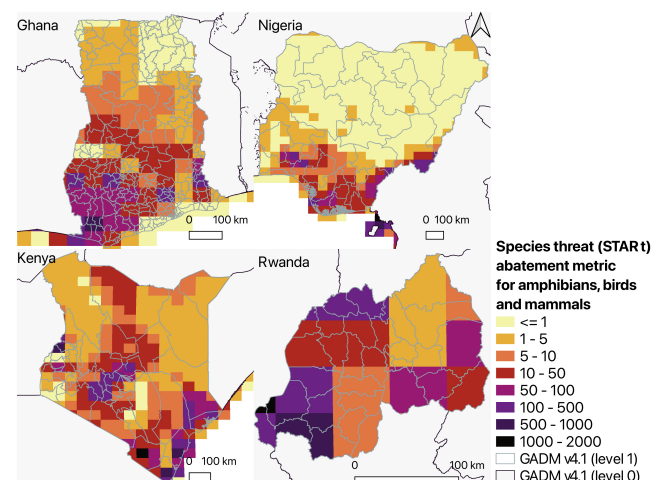 Ghana
Nigeria
0 100 km
0 100 km
Kenya
Rwanda
0 100 km
0 100 km
Species threat (STAR t)
abatement metric
for amphibians, birds
and mammals
<= 1
1 - 5
5 - 10
10 - 50
50 - 100
100 - 500
500 - 1000
1000 - 2000
GADM v4.1 (level 1)
GADM v4.1 (level 0)